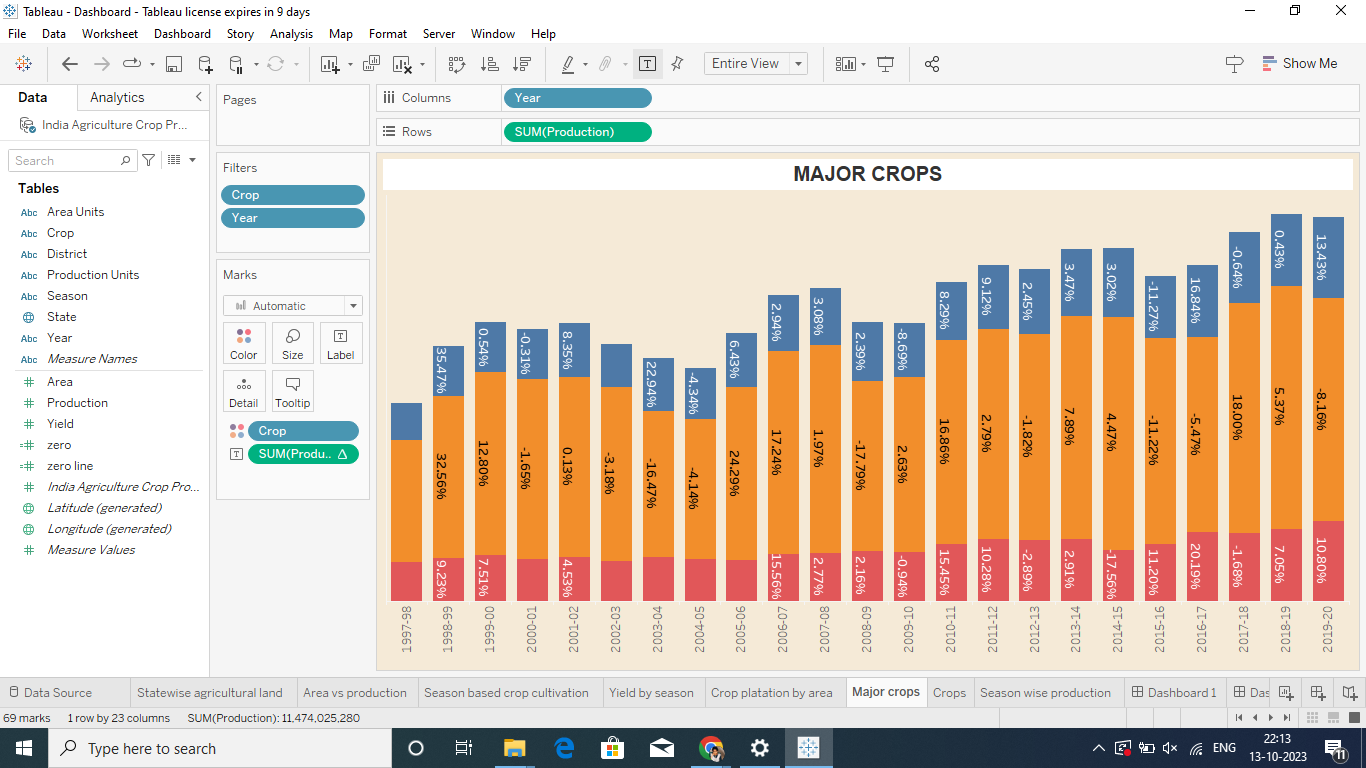 Tableau - Dashboard - Tableau license expires in 9 days
File Data Worksheet Dashboard Story Analysis Map Format Server Window Help
Entire View
Show Me
Data Analytics
India Agriculture Crop Pr...
Search
Tables
Abc Area Units
Abc Crop
Abc District
Abc Production Units
Abc Season
State
Abc Year
Abc Measure Names
Area
Production
Yield
zero
zero line
India Agriculture Crop Pro...
Latitude (generated)
Longitude (generated)
Measure Values
Pages
Filters
Crop
Year
Marks
Automatic
Color Size Label
Detail Tooltip
Crop
SUM(Produ.. Δ
Columns Year
Rows SUM(Production)
MAJOR CROPS
35.47% 0.54% -0.31% 8.35% 22.94% -4.34% 6.43% 2.94% 3.08% 2.39% -8.69% 8.29% 9.12% 2.45% 3.47% 3.02% -11.27% 16.84% -0.64% 0.43% 13.43%
32.56% 12.80% -1.65% 0.13% -3.18% -16.47% -4.14% 24.29% 17.24% 1.97% -17.79% 2.63% 16.86% 2.79% -1.82% 7.89% 4.47% -11.22% -5.47% 18.00% 5.37% -8.16%
9.23% 7.51% 4.53% 15.56% 2.77% 2.16% -0.94% 15.45% 10.28% -2.89% 2.91% -17.56% 11.20% 20.19% -1.68% 7.05% 10.80%
1997-98 1998-99 1999-00 2000-01 2001-02 2002-03 2003-04 2004-05 2005-06 2006-07 2007-08 2008-09 2009-10 2010-11 2011-12 2012-13 2013-14 2014-15 2015-16 2016-17 2017-18 2018-19 2019-20
Data Source Statewise agricultural land Area vs production Season based crop cultivation Yield by season Crop platation by area Major crops Crops Season wise production Dashboard 1 Das
69 marks 1 row by 23 columns SUM(Production): 11,474,025,280
Type here to search
ENG
22:13
13-10-2023
11